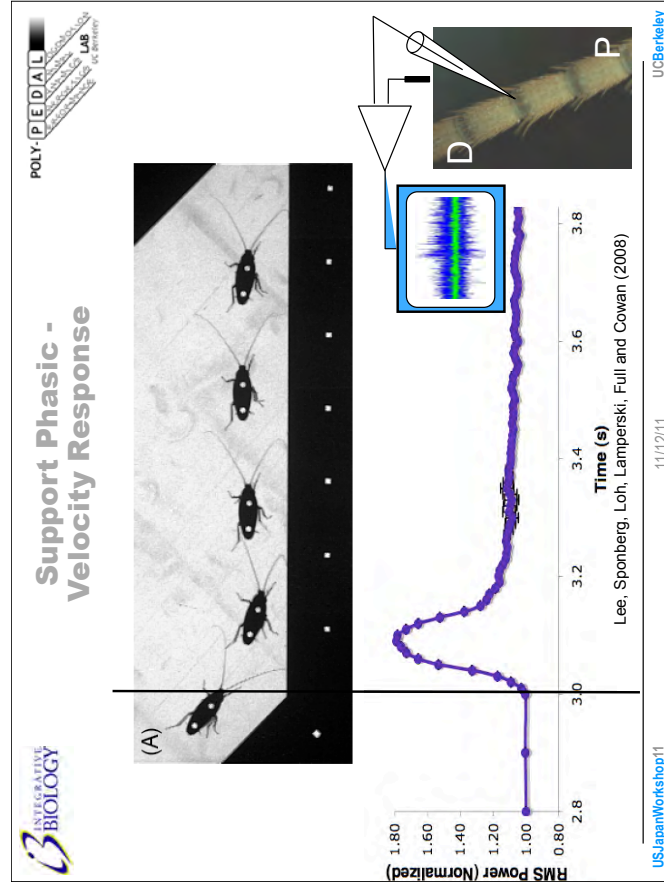 INTEGRATIVE
BIOLOGY
Support Phasic -
Velocity Response
POLY-PEDAL
LAB
UC Berkeley
(A)
D
P
RMS Power (Normalized)
1.80
1.60
1.40
1.20
1.00
0.80
2.8
3.0
3.2
3.4
3.6
3.8
Time (s)
Lee, Sponberg, Loh, Lamperski, Full and Cowan (2008)
USJapanWorkshop11
11/12/11
UCBerkeley